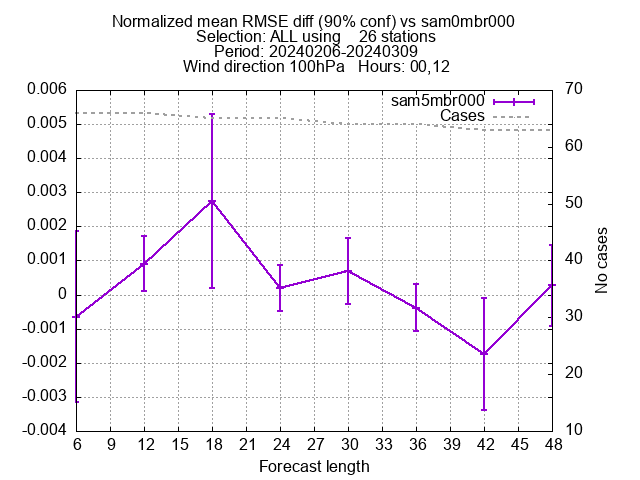 Normalized mean RMSE diff (90% conf) vs sam0mbr000
Selection: ALL using 26 stations
Period: 20240206-20240309
Wind direction 100hPa Hours: 00,12
sam5mbr000
Cases
0.006
0.005
0.004
0.003
0.002
0.001
0
-0.001
-0.002
-0.003
-0.004
70
60
50
40
30
20
10
No cases
6 9 12 15 18 21 24 27 30 33 36 39 42 45 48
Forecast length